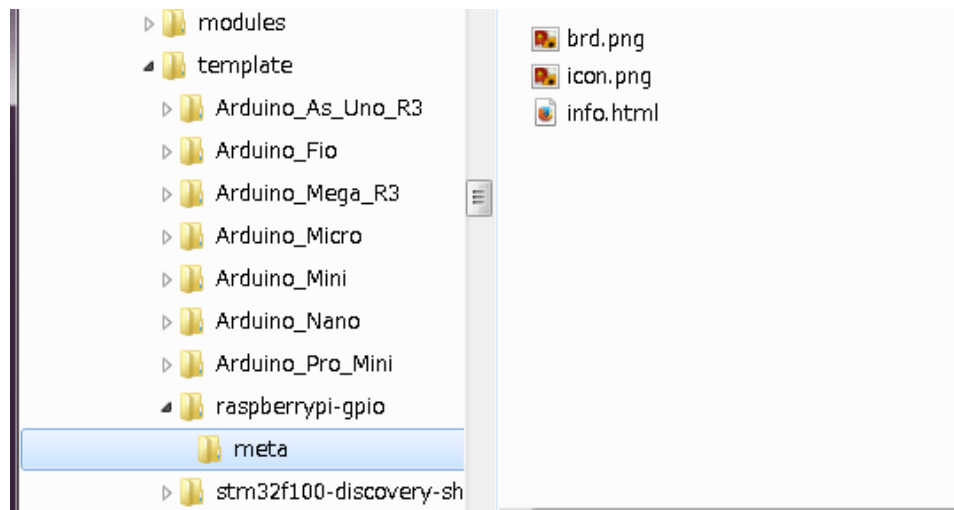 modules
template
Arduino_As_Uno_R3
Arduino_Fio
Arduino_Mega_R3
Arduino_Micro
Arduino_Mini
Arduino_Nano
Arduino_Pro_Mini
raspberrypi-gpio
meta
stm32f100-discovery-sh
brd.png
icon.png
info.html